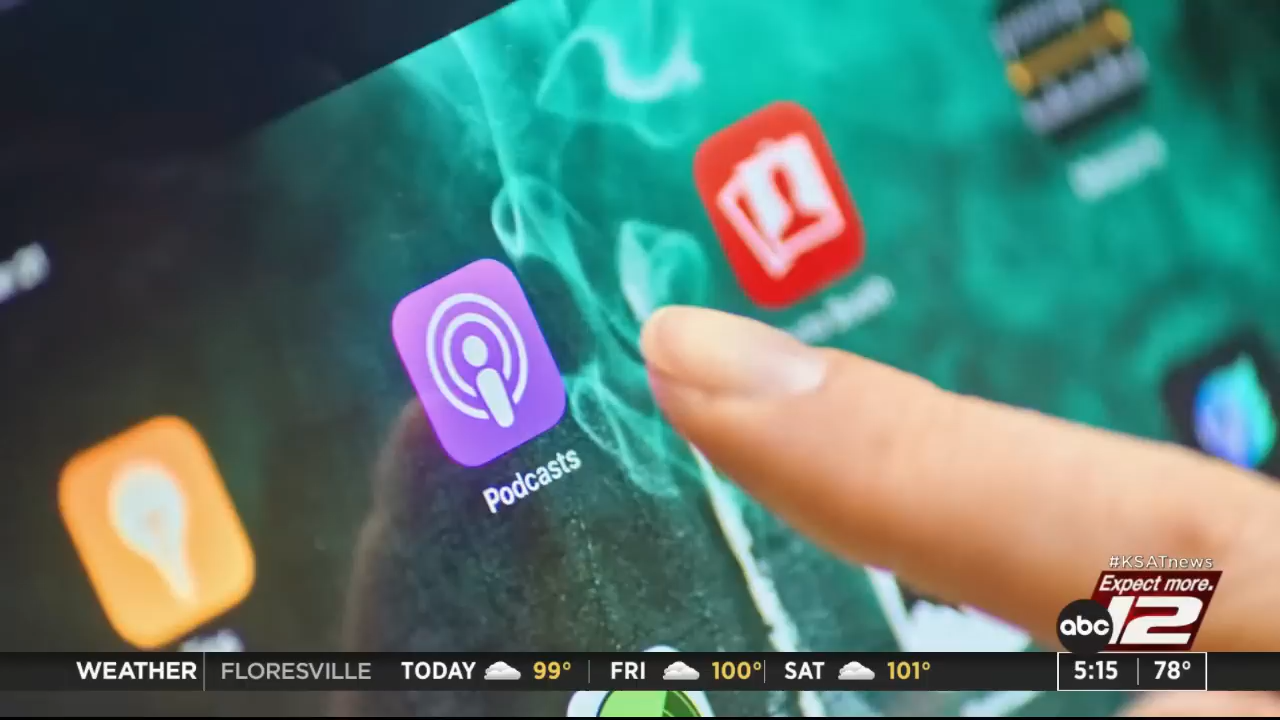 Podcasts
#KSATnews
Expect more.
abc 12
WEATHER FLORESVILLE TODAY 99° FRI 100° SAT 101° 5:15 78°